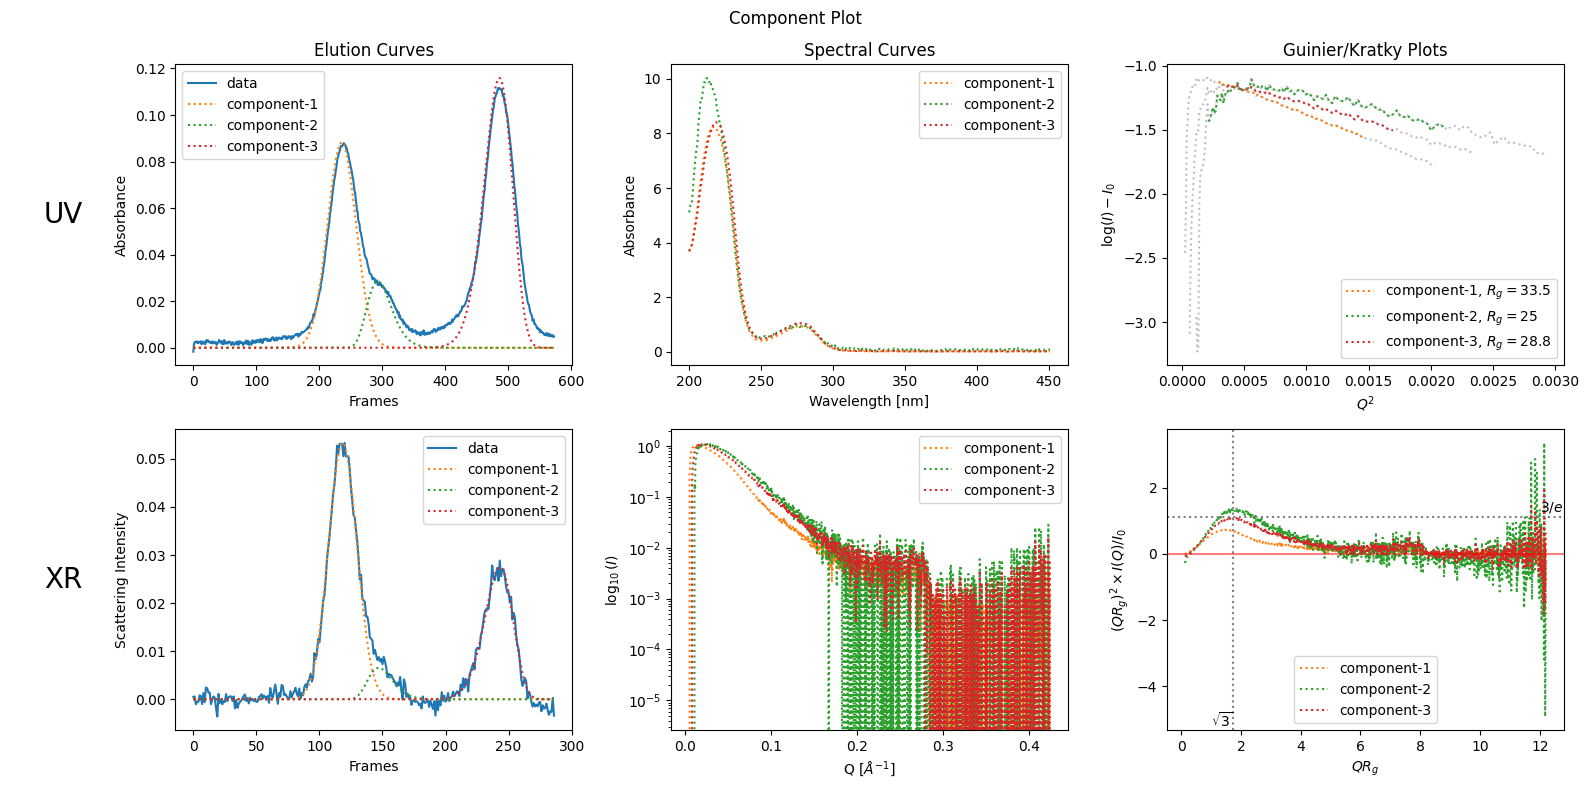 Component Plot
Elution Curves
Spectral Curves
Guinier/Kratky Plots
UV
Absorbance
0.12
0.10
0.08
0.06
0.04
0.02
0.00
data
component-1
component-2
component-3
0 100 200 300 400 500 600
Frames
Absorbance
10
8
6
4
2
0
component-1
component-2
component-3
200 250 300 350 400 450
Wavelength [nm]
log(I) − I₀
−1.0
−1.5
−2.0
−2.5
−3.0
component-1, R_g = 33.5
component-2, R_g = 25
component-3, R_g = 28.8
0.0000 0.0005 0.0010 0.0015 0.0020 0.0025 0.0030
Q²
XR
Scattering Intensity
0.05
0.04
0.03
0.02
0.01
0.00
data
component-1
component-2
component-3
0 50 100 150 200 250 300
Frames
log₁₀(I)
10⁰
10⁻¹
10⁻²
10⁻³
10⁻⁴
10⁻⁵
component-1
component-2
component-3
0.0 0.1 0.2 0.3 0.4
Q [Å⁻¹]
(QR_g)² × I(Q)/I₀
2
0
−2
−4
3/e
√3
component-1
component-2
component-3
0 2 4 6 8 10 12
QR_g